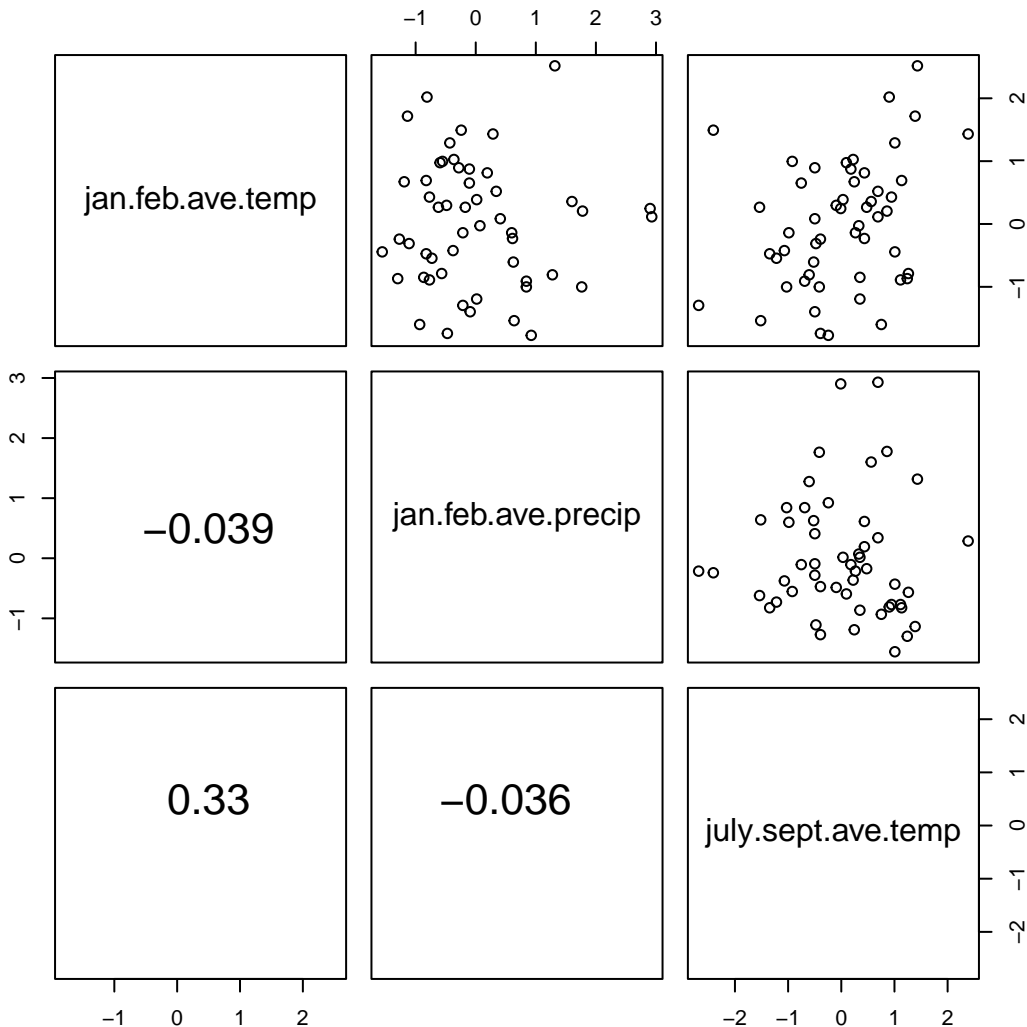 −1 0 1 2 3
jan.feb.ave.temp
−1 0 1 2
−1 0 1 2 3
−0.039
jan.feb.ave.precip
0.33
−0.036
july.sept.ave.temp
−2 −1 0 1 2
−1 0 1 2
−2 −1 0 1 2